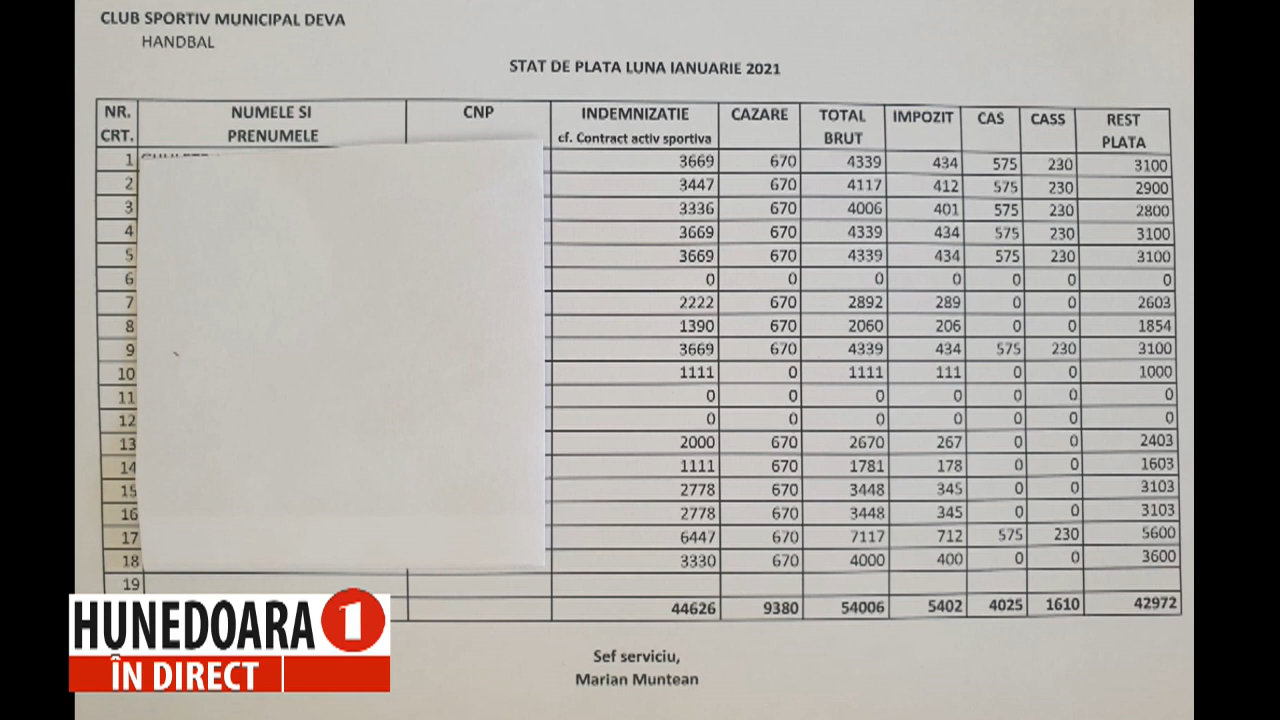 CLUB SPORTIV MUNICIPAL DEVA
HANDBAL
STAT DE PLATA LUNA IANUARIE 2021
NR. CRT. NUMELE SI PRENUMELE CNP INDEMNIZATIE cf. Contract activ sportiva CAZARE TOTAL BRUT IMPOZIT CAS CASS REST PLATA
1 3669 670 4339 434 575 230 3100
2 3447 670 4117 412 575 230 2900
3 3336 670 4006 401 575 230 2800
4 3669 670 4339 434 575 230 3100
5 3669 670 4339 434 575 230 3100
6 0 0 0 0 0 0 0
7 2222 670 2892 289 0 0 2603
8 1390 670 2060 206 0 0 1854
9 3669 670 4339 434 575 230 3100
10 1111 0 1111 111 0 0 1000
11 0 0 0 0 0 0 0
12 0 0 0 0 0 0 0
13 2000 670 2670 267 0 0 2403
14 1111 670 1781 178 0 0 1603
15 2778 670 3448 345 0 0 3103
16 2778 670 3448 345 0 0 3103
17 6447 670 7117 712 575 230 5600
18 3330 670 4000 400 0 0 3600
19
44626 9380 54006 5402 4025 1610 42972
Sef serviciu,
Marian Muntean
HUNEDOARA 1
ÎN DIRECT